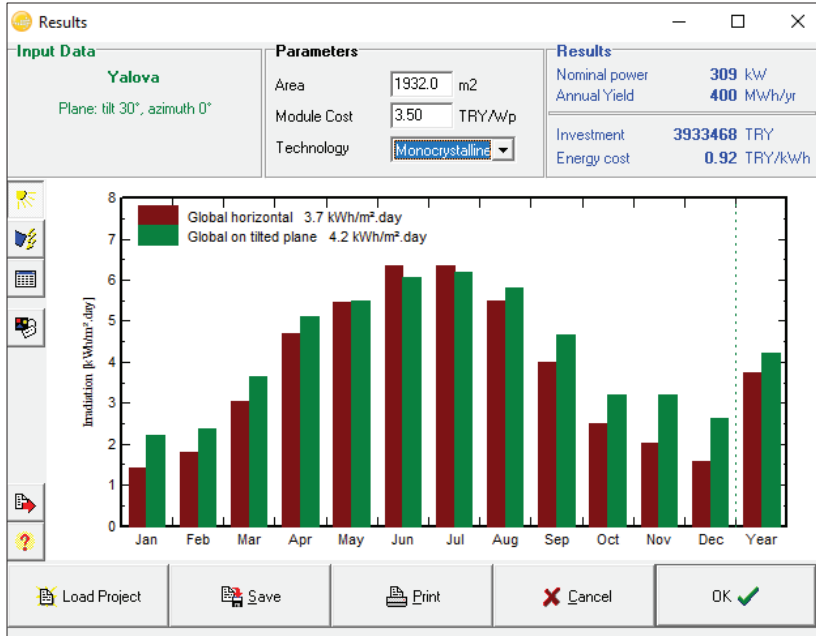 Results
Input Data
Yalova
Plane: tilt 30°, azimuth 0°
Parameters
Area 1932.0 m2
Module Cost 3.50 TRY/Wp
Technology Monocrystalline
Results
Nominal power 309 kW
Annual Yield 400 MWh/yr
Investment 3933468 TRY
Energy cost 0.92 TRY/kWh
Global horizontal 3.7 kWh/m².day
Global on tilted plane 4.2 kWh/m².day
Irradiation [kWh/m².day]
8
7
6
5
4
3
2
1
0
Jan Feb Mar Apr May Jun Jul Aug Sep Oct Nov Dec Year
Load Project Save Print Cancel OK